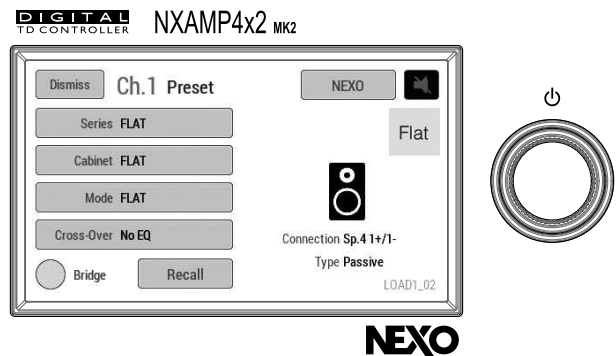 DIGITAL
TD CONTROLLER
NXAMP4x2 MK2
Dismiss
Ch.1 Preset
NEXO
Series FLAT
Flat
Cabinet FLAT
Mode FLAT
Cross-Over No EQ
Connection Sp.4 1+/1-
Type Passive
Bridge
Recall
LOAD1_02
NEXO